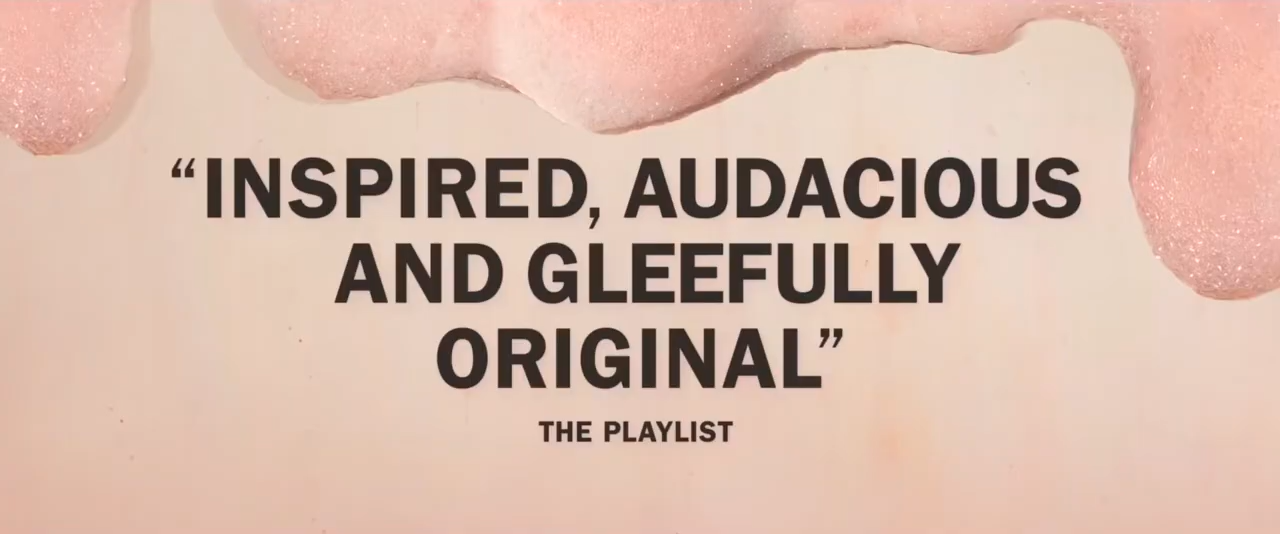 “INSPIRED, AUDACIOUS
AND GLEEFULLY
ORIGINAL”
THE PLAYLIST